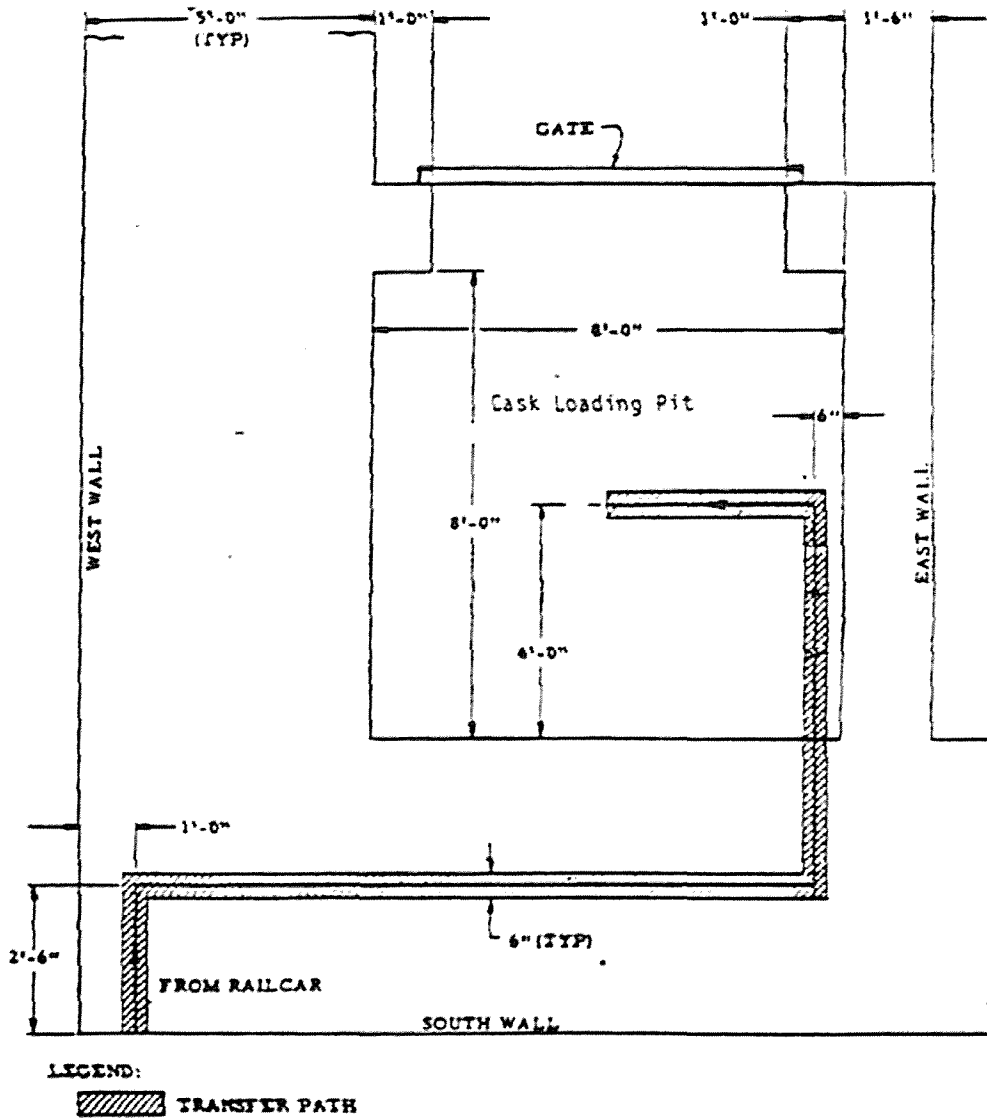 5'-0" 1'-0" 1'-0" 1'-6"
(TYP)
GATE
8'-0"
Cask Loading Pit
6"
WEST WALL
8'-0"
EAST WALL
4'-0"
1'-0"
2'-6"
6" (TYP)
FROM RAILCAR
SOUTH WALL
LEGEND:
TRANSFER PATH